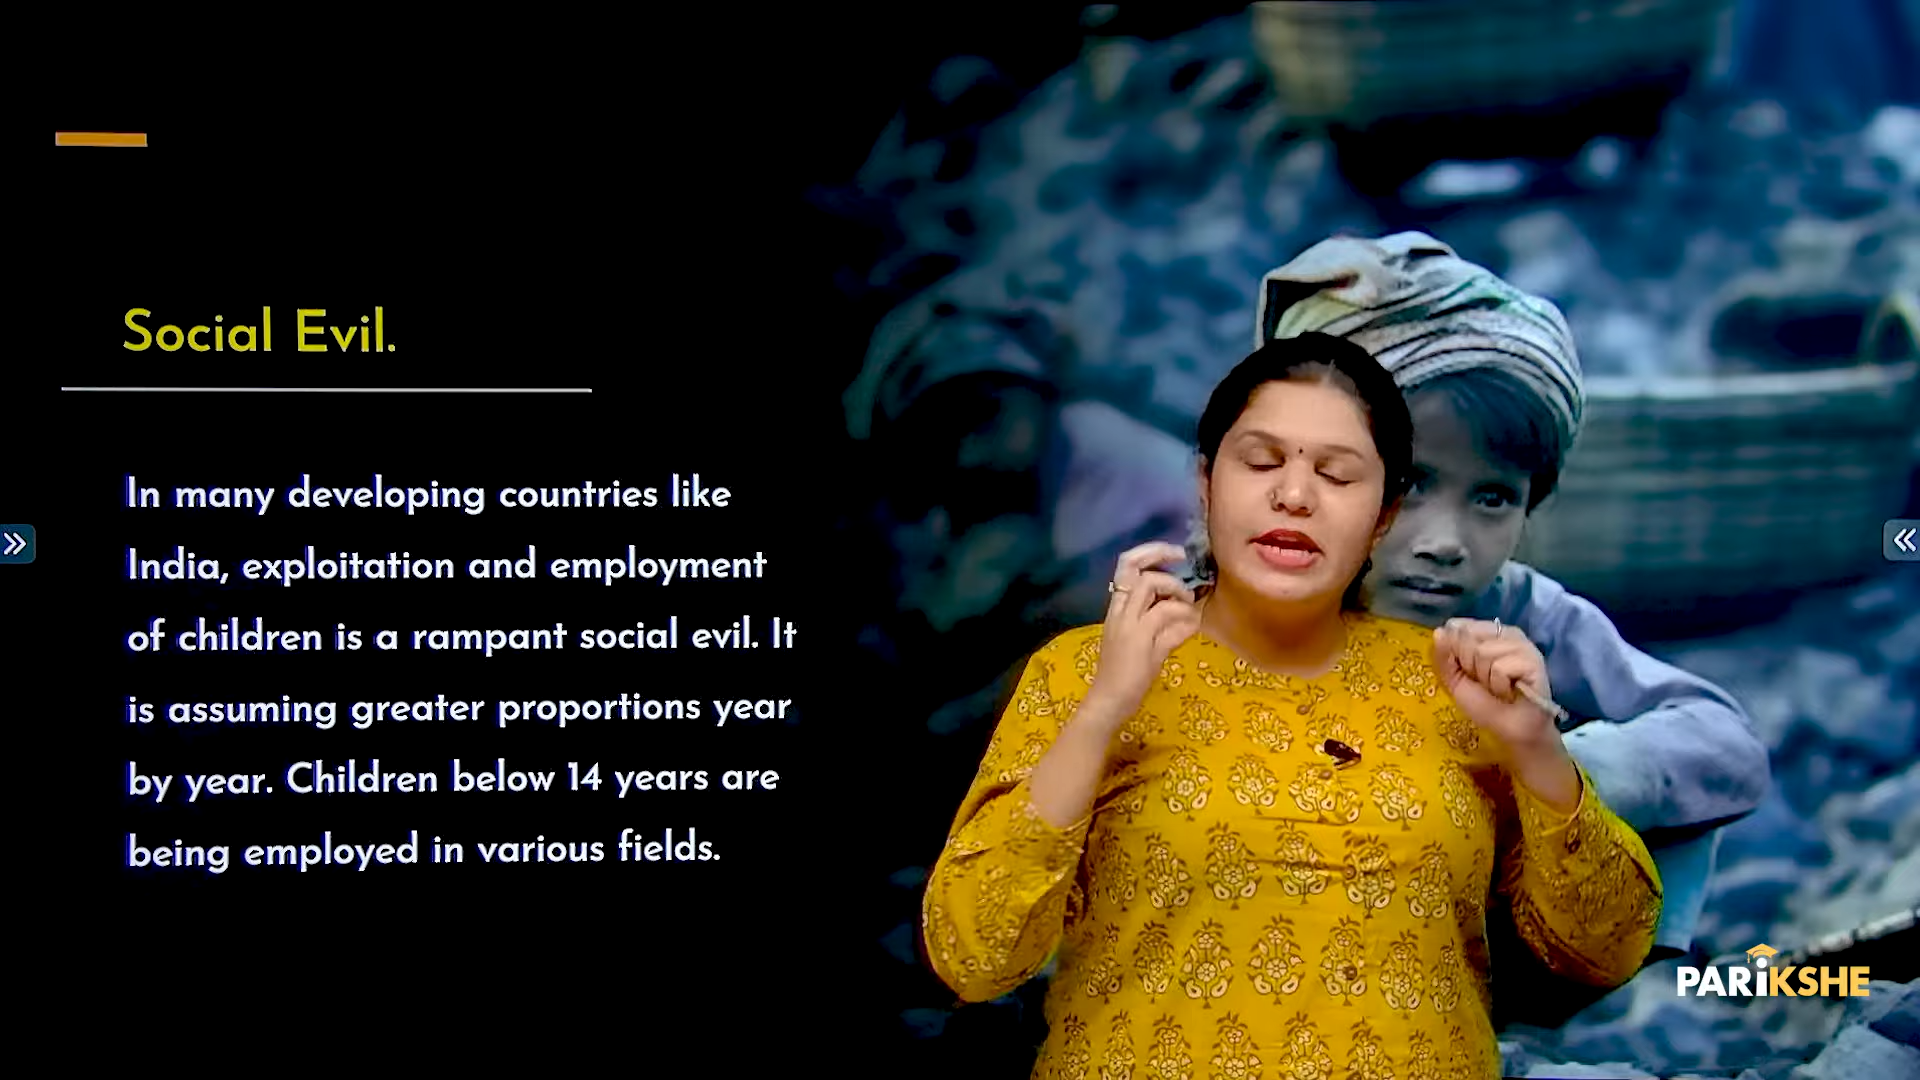 Social Evil.
In many developing countries like
India, exploitation and employment
of children is a rampant social evil. It
is assuming greater proportions year
by year. Children below 14 years are
being employed in various fields.
PARiKSHE